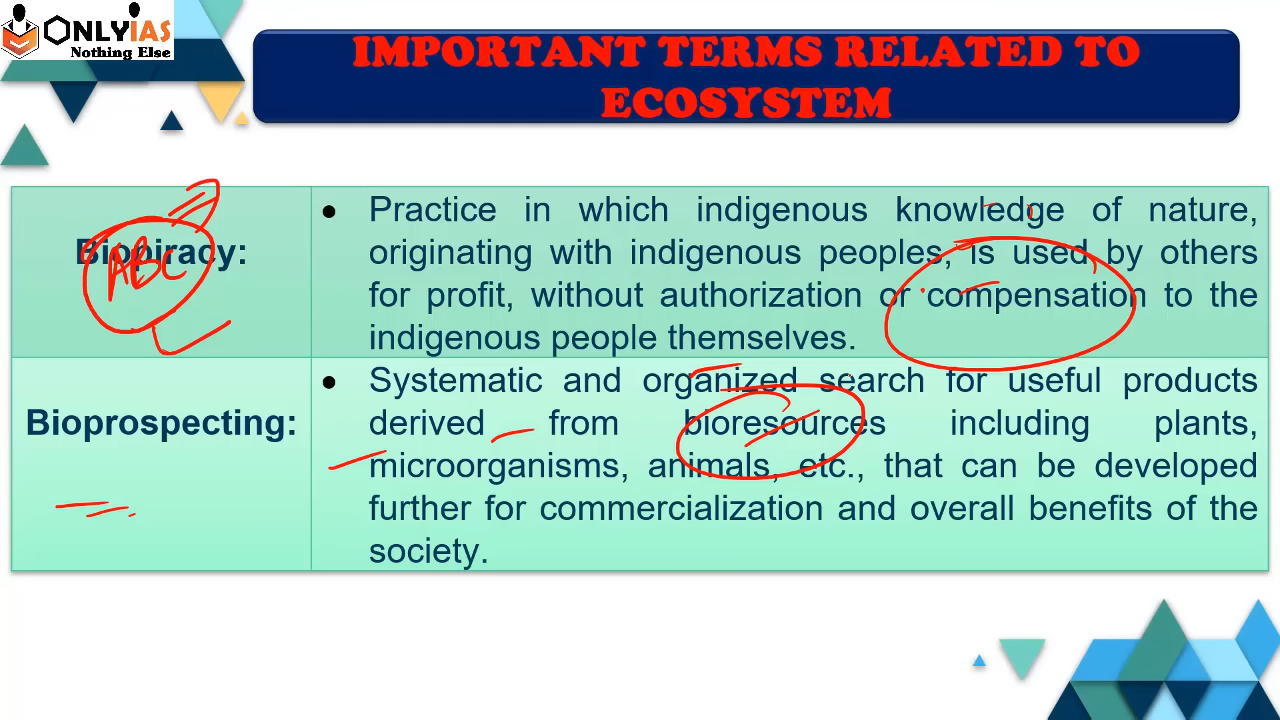 ONLYIAS
Nothing Else
IMPORTANT TERMS RELATED TO
ECOSYSTEM
Biopiracy:
ABC
● Practice in which indigenous knowledge of nature,
originating with indigenous peoples, is used by others
for profit, without authorization or compensation to the
indigenous people themselves.
Bioprospecting:
● Systematic and organized search for useful products
derived from bioresources including plants,
microorganisms, animals, etc., that can be developed
further for commercialization and overall benefits of the
society.